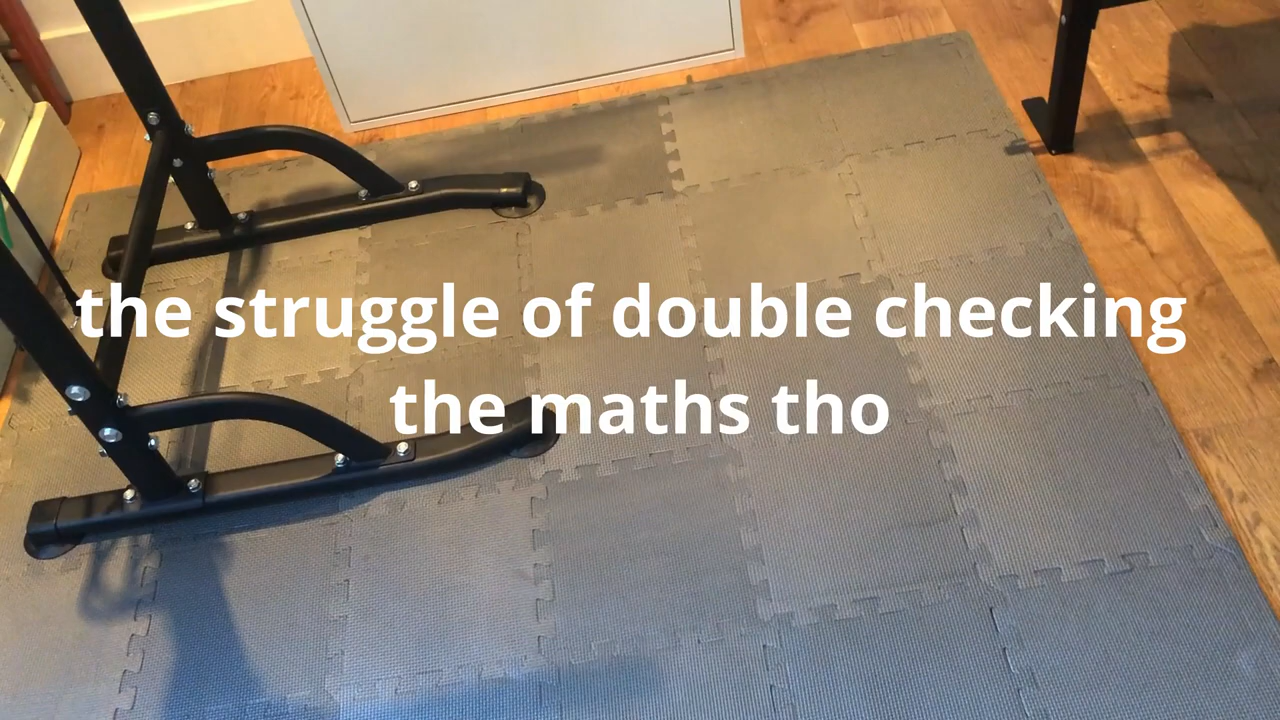 the struggle of double checking
the maths tho